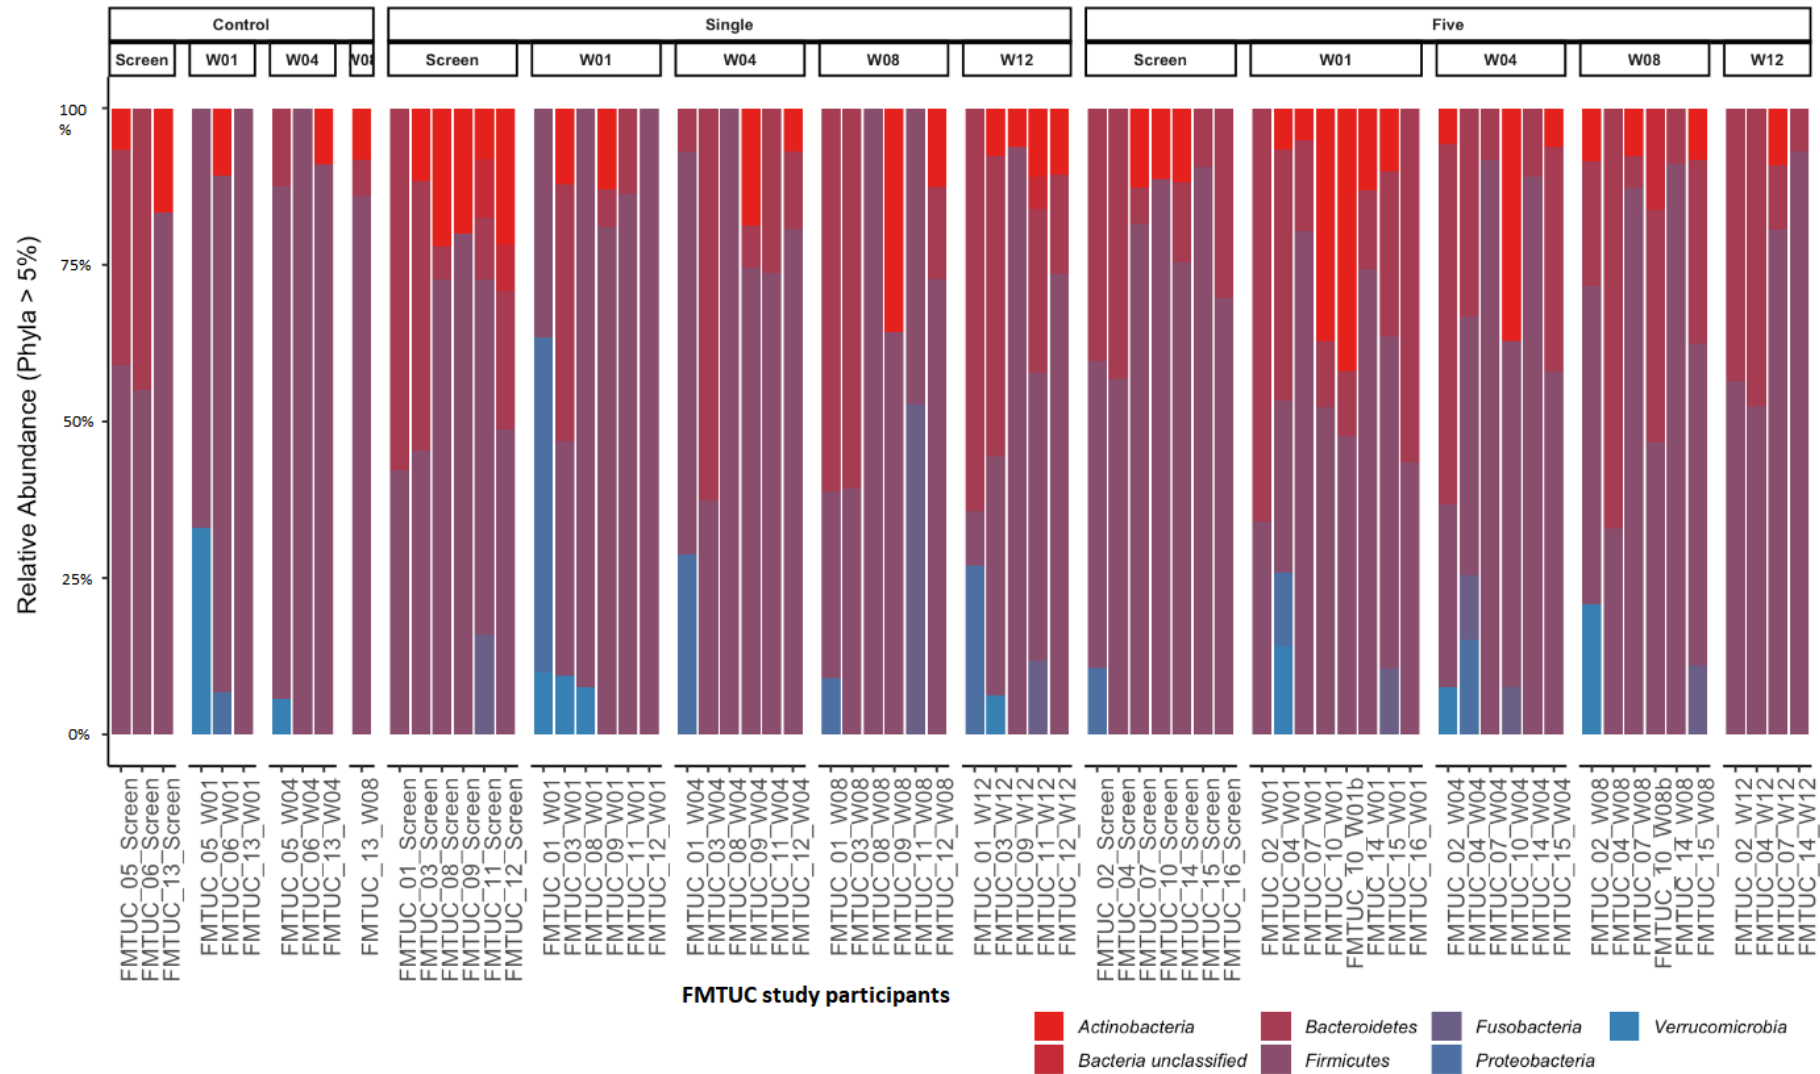 Control Single Five
Screen W01 W04 W08 Screen W01 W04 W08 W12 Screen W01 W04 W08 W12
Relative Abundance (Phyla > 5%)
100
%
75%
50%
25%
0%
FMTUC_05_Screen
FMTUC_06_Screen
FMTUC_13_Screen
FMTUC_05_W01
FMTUC_06_W01
FMTUC_13_W01
FMTUC_05_W04
FMTUC_06_W04
FMTUC_13_W04
FMTUC_13_W08
FMTUC_01_Screen
FMTUC_03_Screen
FMTUC_08_Screen
FMTUC_09_Screen
FMTUC_11_Screen
FMTUC_12_Screen
FMTUC_01_W01
FMTUC_03_W01
FMTUC_08_W01
FMTUC_09_W01
FMTUC_11_W01
FMTUC_12_W01
FMTUC_01_W04
FMTUC_03_W04
FMTUC_08_W04
FMTUC_09_W04
FMTUC_11_W04
FMTUC_12_W04
FMTUC_01_W08
FMTUC_03_W08
FMTUC_08_W08
FMTUC_09_W08
FMTUC_11_W08
FMTUC_12_W08
FMTUC_01_W12
FMTUC_03_W12
FMTUC_09_W12
FMTUC_11_W12
FMTUC_12_W12
FMTUC_02_Screen
FMTUC_04_Screen
FMTUC_07_Screen
FMTUC_10_Screen
FMTUC_14_Screen
FMTUC_15_Screen
FMTUC_16_Screen
FMTUC_02_W01
FMTUC_04_W01
FMTUC_07_W01
FMTUC_10_W01
FMTUC_10_W01b
FMTUC_14_W01
FMTUC_15_W01
FMTUC_16_W01
FMTUC_02_W04
FMTUC_04_W04
FMTUC_07_W04
FMTUC_10_W04
FMTUC_14_W04
FMTUC_15_W04
FMTUC_02_W08
FMTUC_04_W08
FMTUC_07_W08
FMTUC_10_W08b
FMTUC_14_W08
FMTUC_15_W08
FMTUC_02_W12
FMTUC_04_W12
FMTUC_07_W12
FMTUC_14_W12
FMTUC study participants
Actinobacteria Bacteroidetes Fusobacteria Verrucomicrobia
Bacteria unclassified Firmicutes Proteobacteria